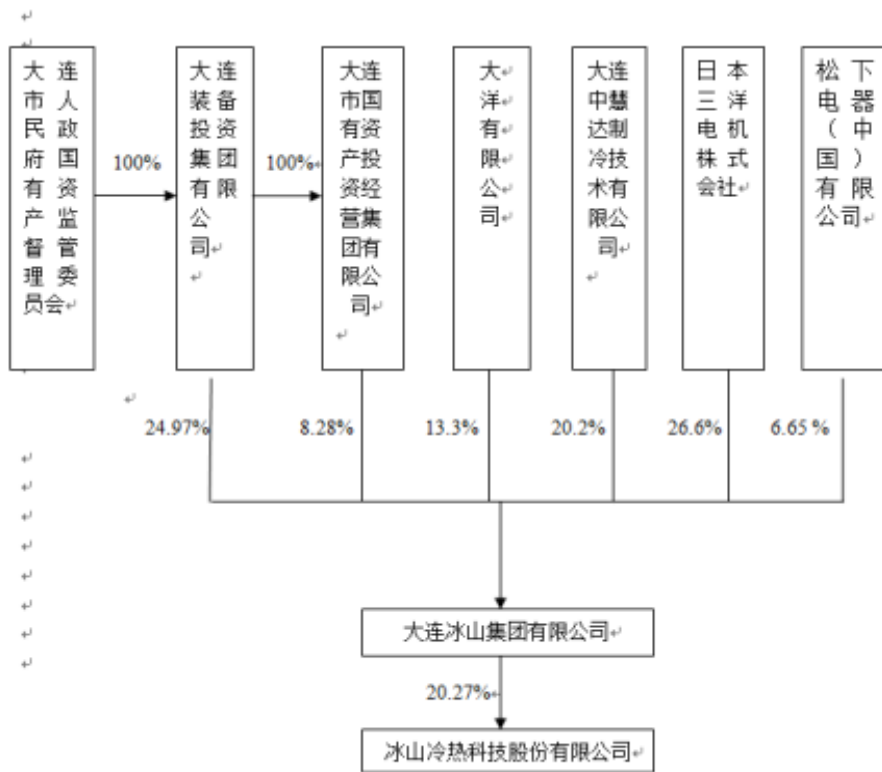 大连
市人
民政
府国
有资
产监
督管
理委
员会
100%
大连
装备
投资
集团
有限
公
司
100%
大连
市国
有资
产投
资经
营集
团有
限公
司
大
洋
有
限
公
司
大连
中慧
达制
冷技
术有
限公
司
日本
三洋
电机
株式
会社
松下
电器
（中
国）
有限
公司
24.97%
8.28%
13.3%
20.2%
26.6%
6.65 %
大连冰山集团有限公司
20.27%
冰山冷热科技股份有限公司